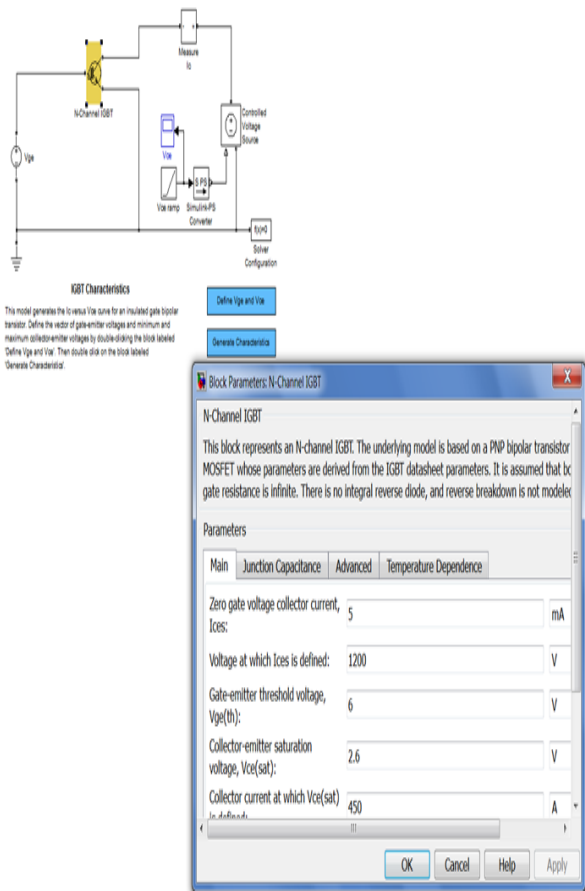 Measure
Ic
N-Channel IGBT
Vge
Vce
Controlled
Voltage
Source
Vce ramp
S PS
Simulink-PS
Converter
f(x)=0
Solver
Configuration
IGBT Characteristics
This model generates the Ic versus Vce curve for an insulated gate bipolar
transistor. Define the vector of gate-emitter voltages and minimum and
maximum collector-emitter voltages by double-clicking the block labeled
'Define Vge and Vce'. Then double click on the block labeled
'Generate Characteristics'.
Define Vge and Vce
Generate Characteristics
Block Parameters: N-Channel IGBT
X
N-Channel IGBT
This block represents an N-channel IGBT. The underlying model is based on a PNP bipolar transistor
MOSFET whose parameters are derived from the IGBT datasheet parameters. It is assumed that bo
gate resistance is infinite. There is no integral reverse diode, and reverse breakdown is not modeled
Parameters
Main Junction Capacitance Advanced Temperature Dependence
Zero gate voltage collector current,
Ices:
5 mA
Voltage at which Ices is defined: 1200 V
Gate-emitter threshold voltage,
Vge(th):
6 V
Collector-emitter saturation
voltage, Vce(sat):
2.6 V
Collector current at which Vce(sat)
is defined:
450 A
OK Cancel Help Apply